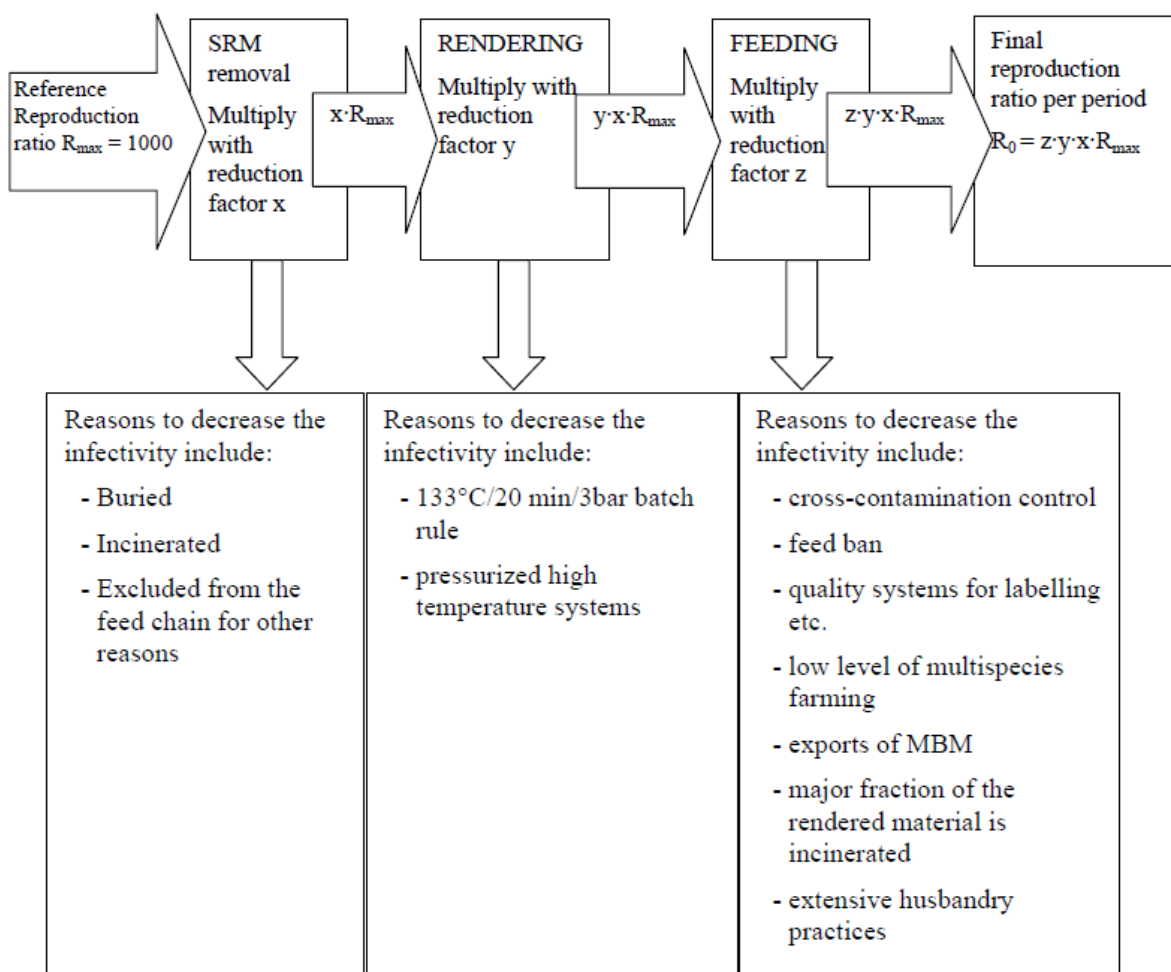 Reference
Reproduction
ratio Rmax = 1000
SRM
removal
Multiply
with
reduction
factor x
x·Rmax
RENDERING
Multiply with
reduction
factor y
y·x·Rmax
FEEDING
Multiply
with
reduction
factor z
z·y·x·Rmax
Final
reproduction
ratio per period
R0 = z·y·x·Rmax
Reasons to decrease the
infectivity include:
- Buried
- Incinerated
- Excluded from the
feed chain for other
reasons
Reasons to decrease the
infectivity include:
- 133°C/20 min/3bar batch
rule
- pressurized high
temperature systems
Reasons to decrease the
infectivity include:
- cross-contamination control
- feed ban
- quality systems for labelling
etc.
- low level of multispecies
farming
- exports of MBM
- major fraction of the
rendered material is
incinerated
- extensive husbandry
practices